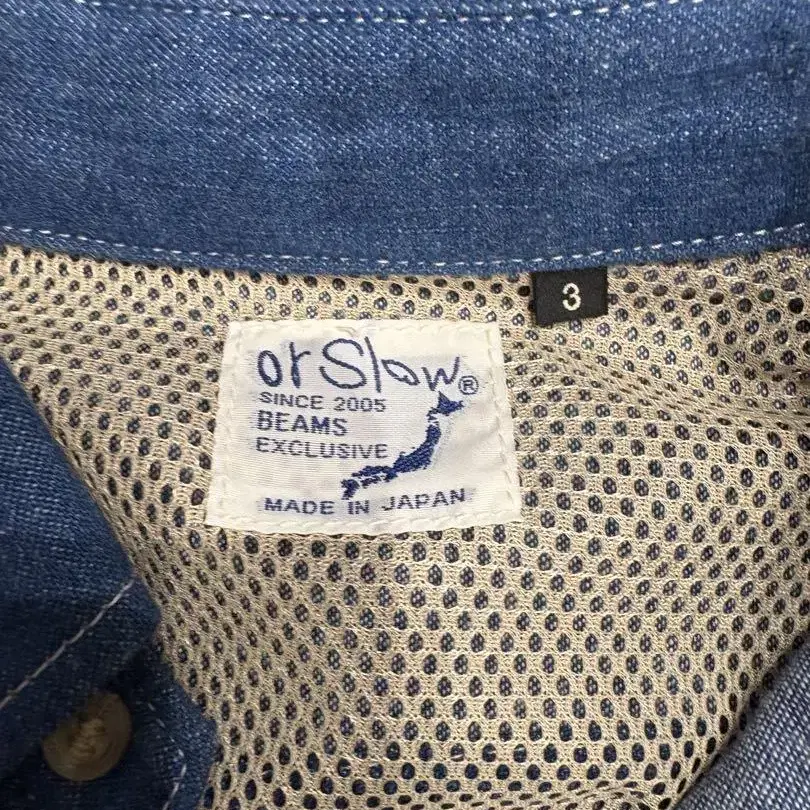 3
orSlow®
SINCE 2005
BEAMS
EXCLUSIVE
MADE IN JAPAN